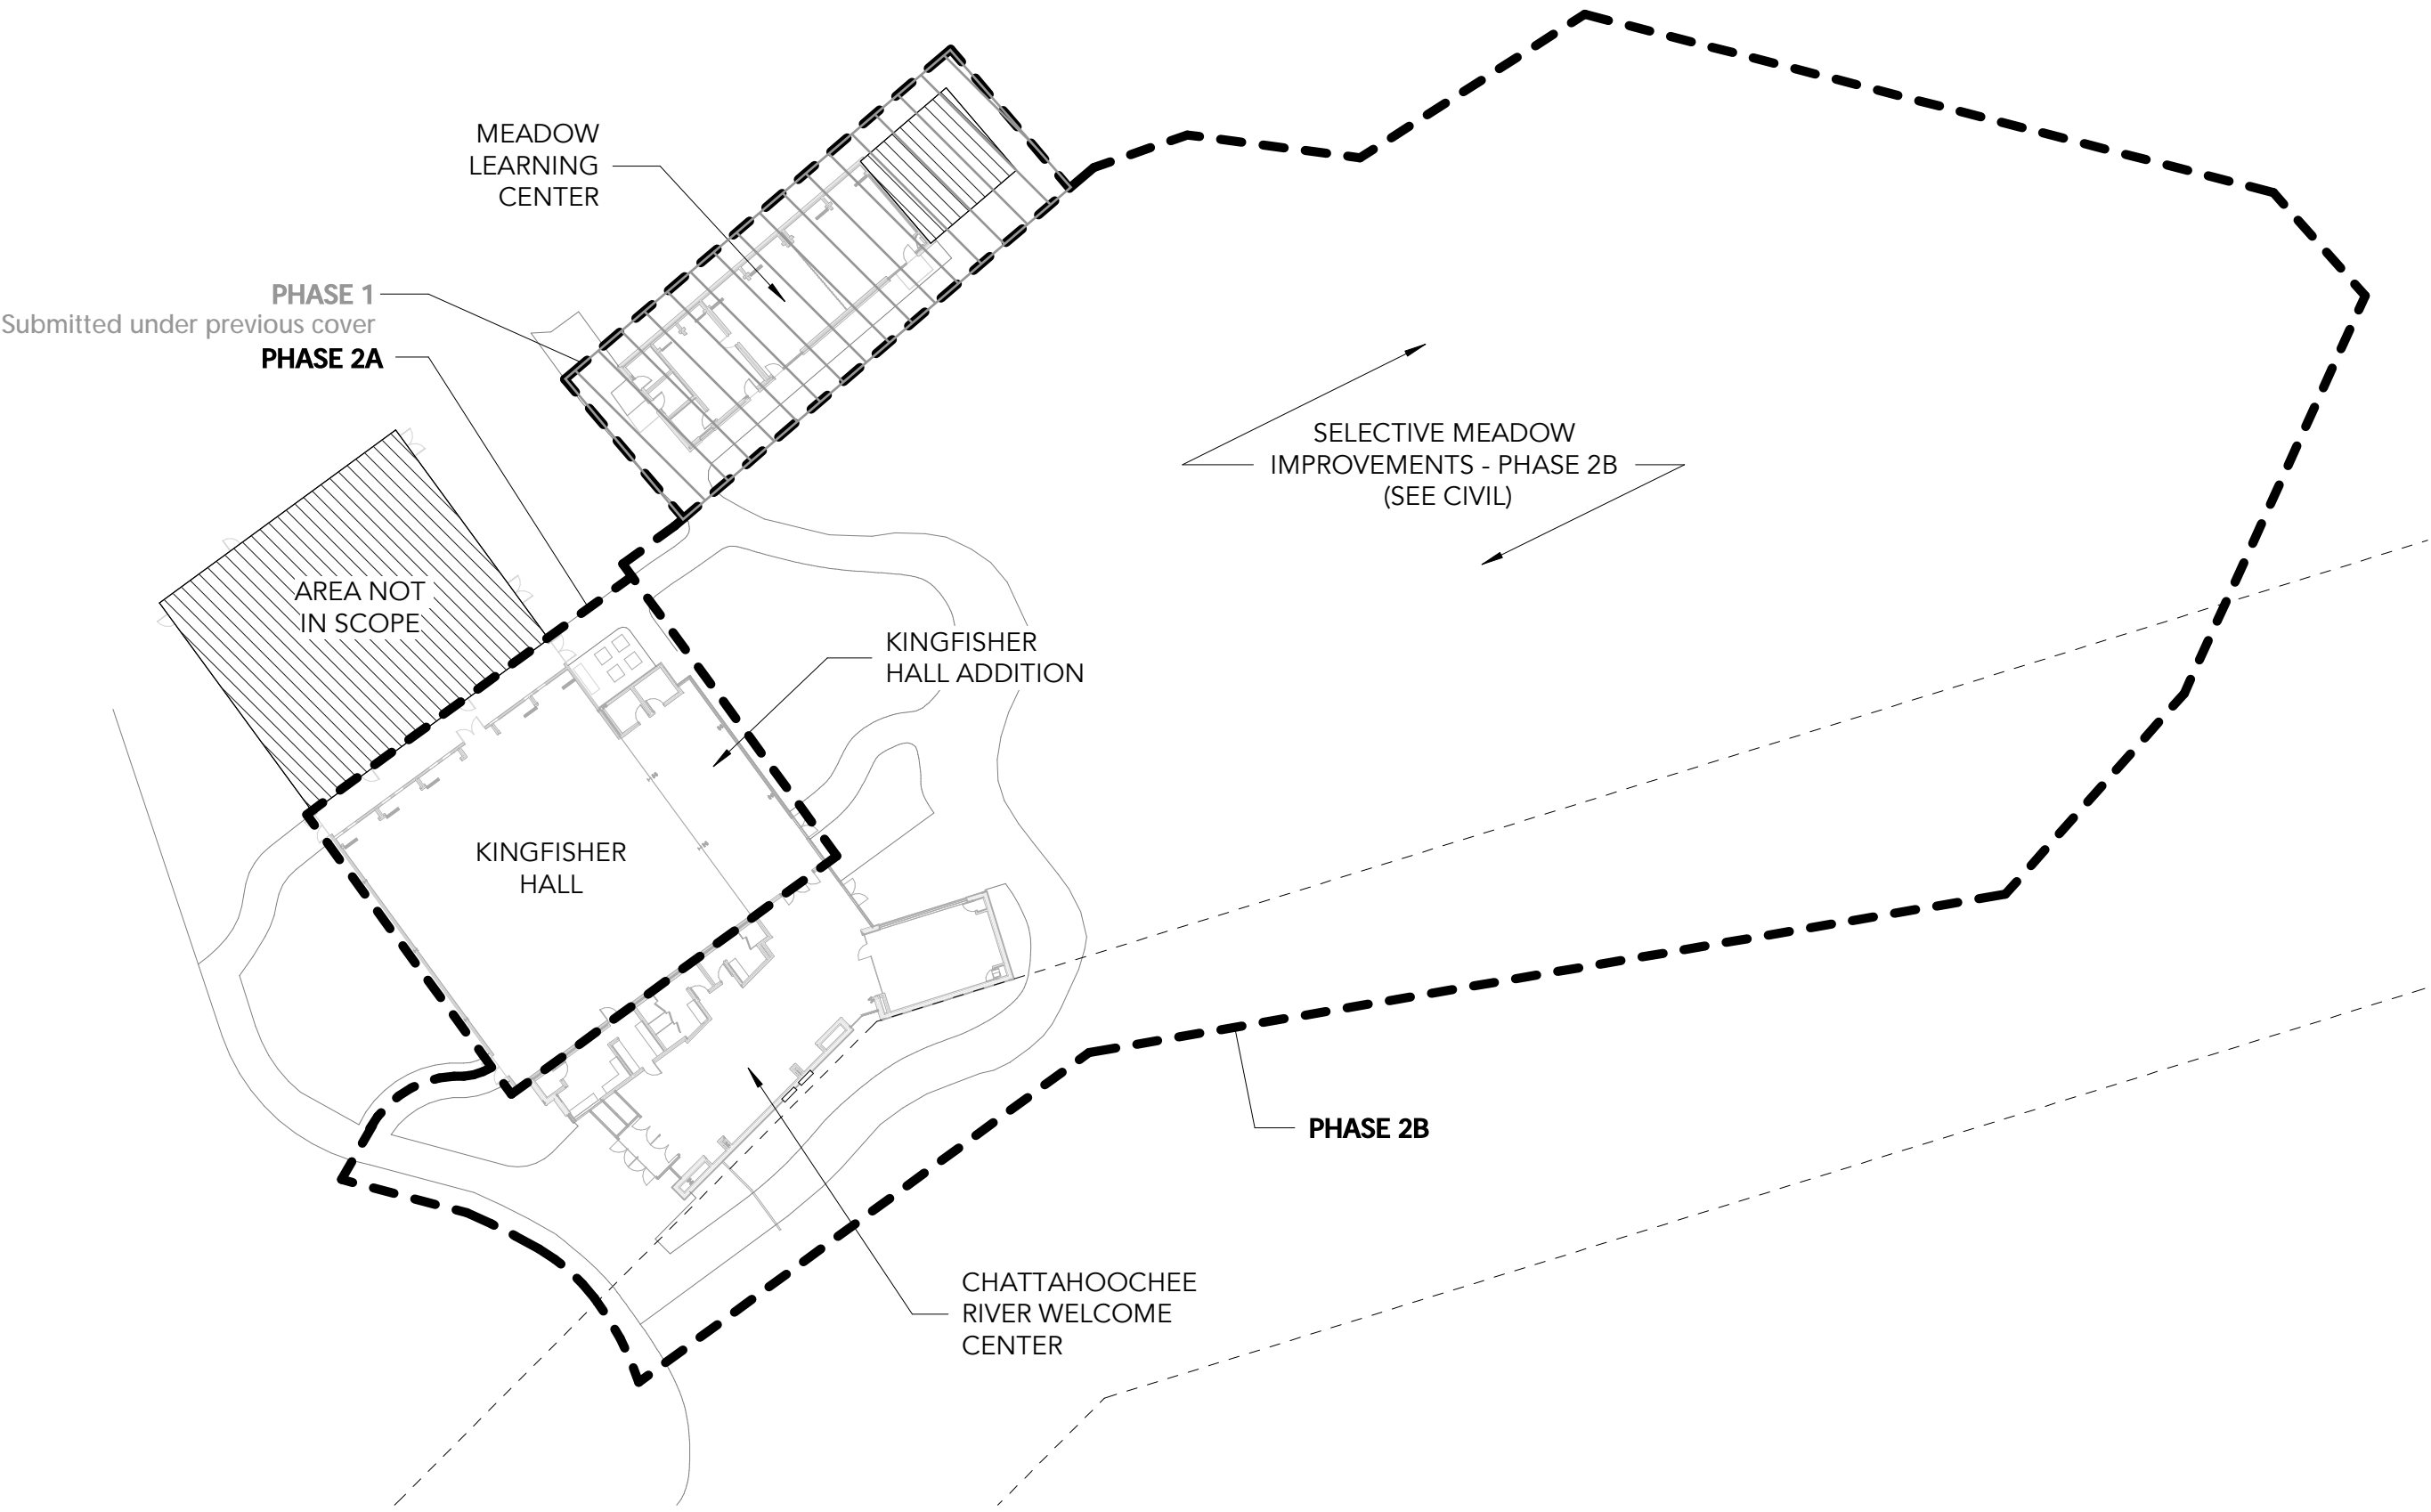 MEADOW
LEARNING
CENTER
PHASE 1
Submitted under previous cover
PHASE 2A
SELECTIVE MEADOW
IMPROVEMENTS - PHASE 2B
(SEE CIVIL)
AREA NOT
IN SCOPE
KINGFISHER
HALL ADDITION
KINGFISHER
HALL
PHASE 2B
CHATTAHOOCHEE
RIVER WELCOME
CENTER